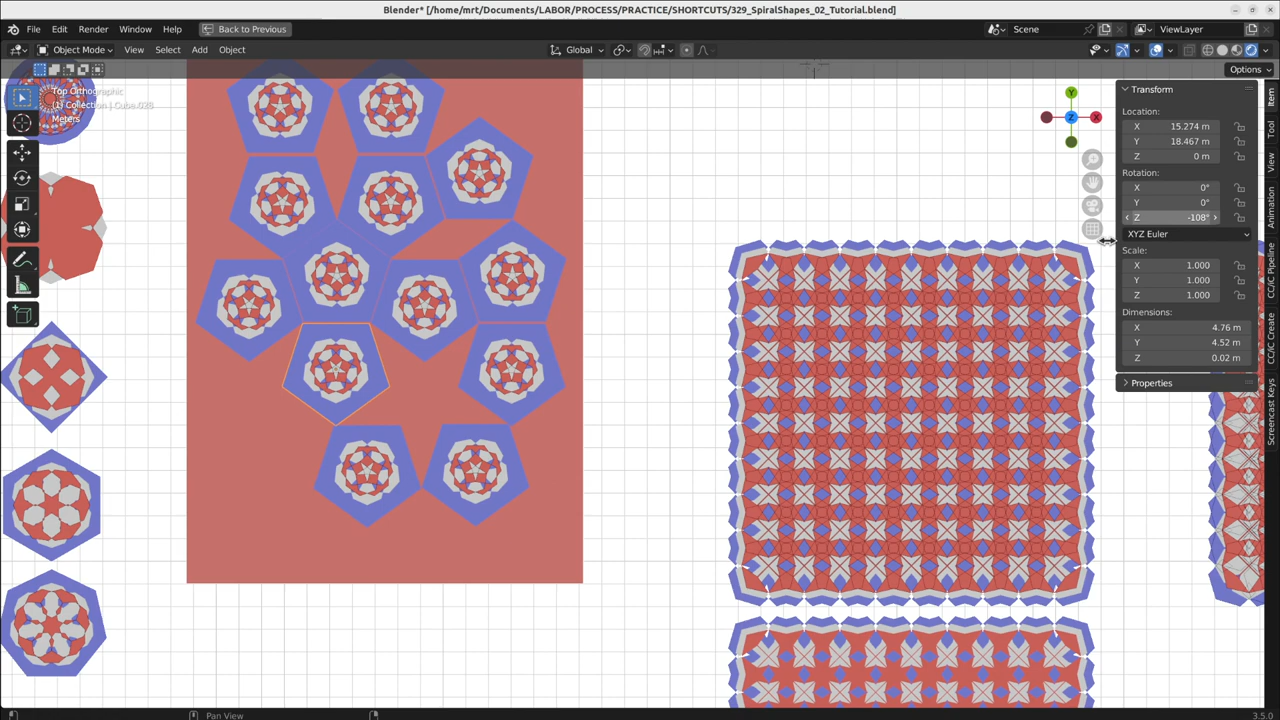 Blender* [/home/mrt/Documents/LABOR/PROCESS/PRACTICE/SHORTCUTS/329_SpiralShapes_02_Tutorial.blend]
File Edit Render Window Help Back to Previous Scene ViewLayer
Object Mode View Select Add Object Global
Options
Top Orthographic
(1) Collection | Cube.028
Meters
Y
Z
X
Transform
Location:
X 15.274 m
Y 18.467 m
Z 0 m
Rotation:
X 0°
Y 0°
Z -108°
XYZ Euler
Scale:
X 1.000
Y 1.000
Z 1.000
Dimensions:
X 4.76 m
Y 4.52 m
Z 0.02 m
Properties
Item
Tool
View
Animation
CC/iC Pipeline
CC/iC Create
Screencast Keys
Pan View
3.5.0